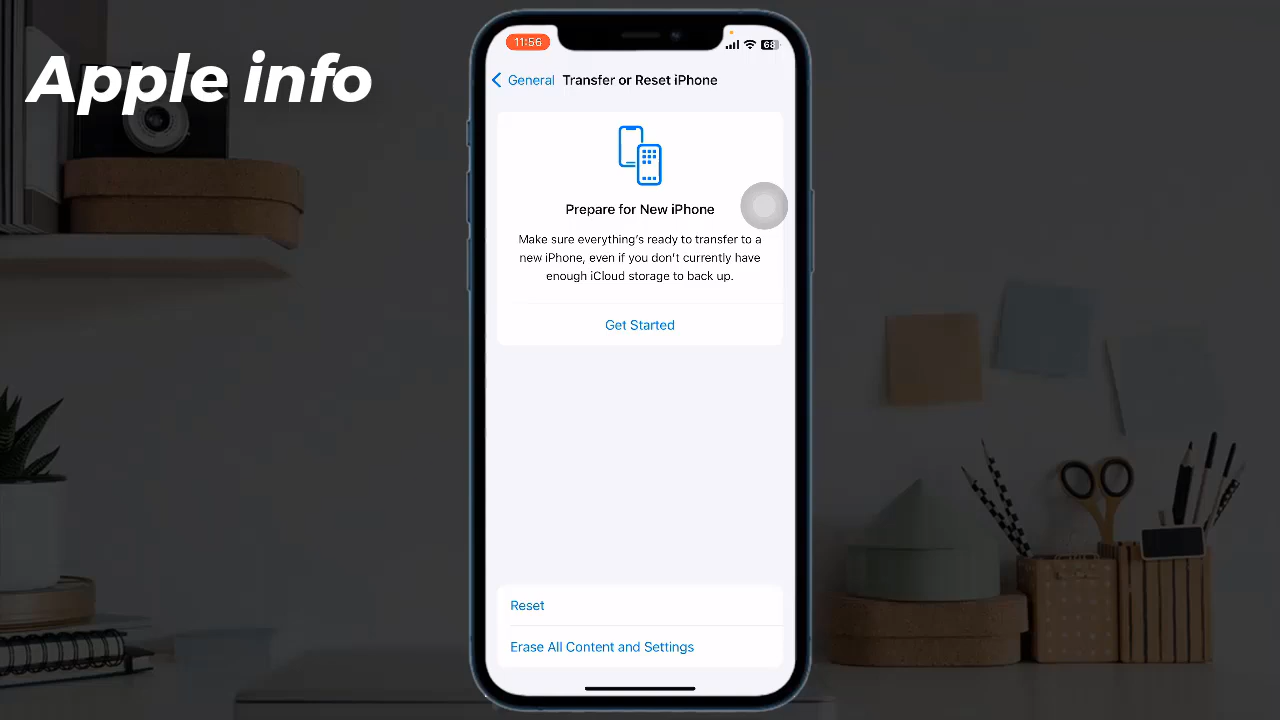 Apple info
11:56
68
General Transfer or Reset iPhone
Prepare for New iPhone
Make sure everything's ready to transfer to a
new iPhone, even if you don't currently have
enough iCloud storage to back up.
Get Started
Reset
Erase All Content and Settings